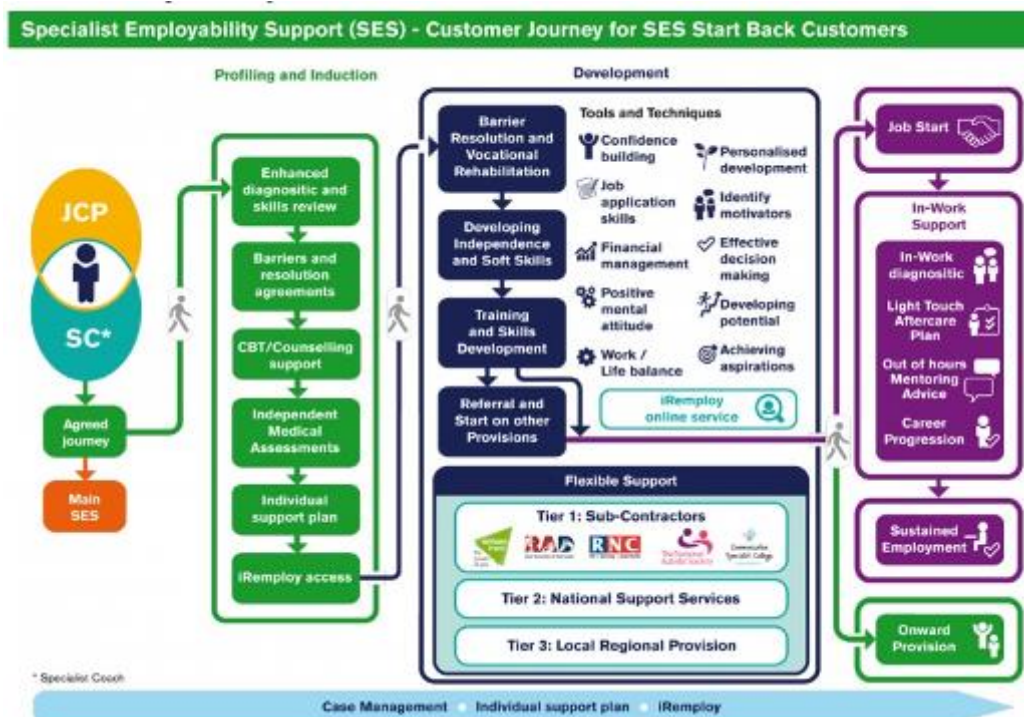 Specialist Employability Support (SES) - Customer Journey for SES Start Back Customers
Profiling and Induction
Development
JCP
SC*
Agreed
journey
Main
SES
Enhanced
diagnositic and
skills review
Barriers and
resolution
agreements
CBT/Counselling
support
Independent
Medical
Assessments
Individual
support plan
iRemploy access
Barrier
Resolution and
Vocational
Rehabilitation
Developing
Independence
and Soft Skills
Training
and Skills
Development
Referral and
Start on other
Provisions
Tools and Techniques
Confidence
building
Job
application
skills
Financial
management
Positive
mental
attitude
Work /
Life balance
Personalised
development
Identify
motivators
Effective
decision
making
Developing
potential
Achieving
aspirations
iRemploy
online service
Flexible Support
Tier 1: Sub-Contractors
RAD
RNC
Tier 2: National Support Services
Tier 3: Local Regional Provision
Job Start
In-Work
Support
In-Work
diagnositic
Light Touch
Aftercare
Plan
Out of hours
Mentoring
Advice
Career
Progression
Sustained
Employment
Onward
Provision
* Specialist Coach
Case Management
Individual support plan
iRemploy